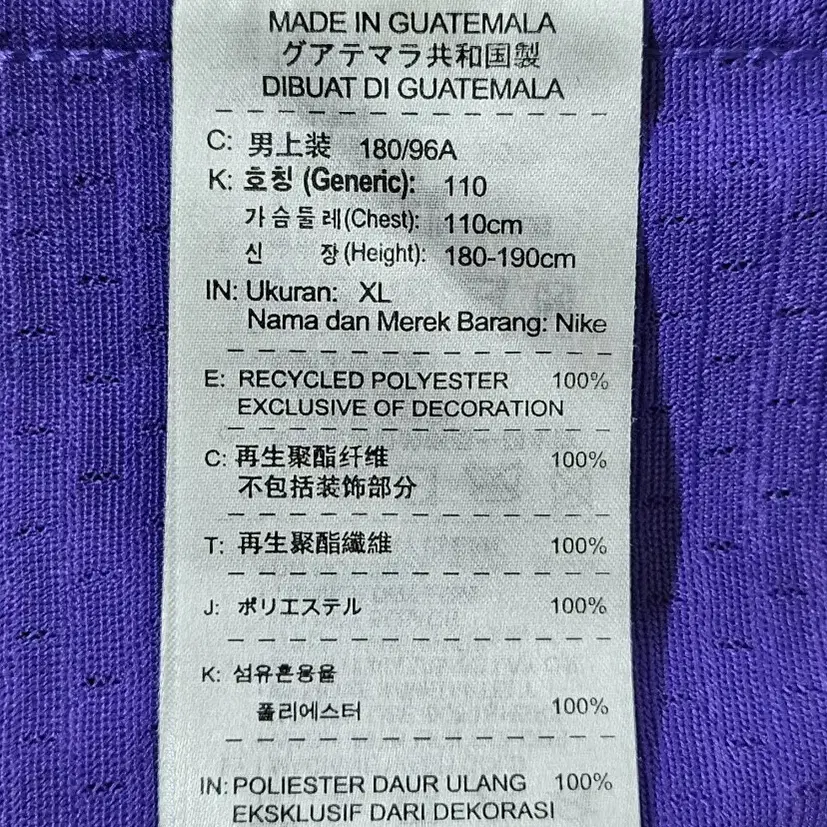 MADE IN GUATEMALA
グアテマラ共和国製
DIBUAT DI GUATEMALA
C: 男上装 180/96A
K: 호칭 (Generic): 110
가슴둘레(Chest): 110cm
신 장(Height): 180-190cm
IN: Ukuran: XL
Nama dan Merek Barang: Nike
E: RECYCLED POLYESTER 100%
EXCLUSIVE OF DECORATION
C: 再生聚酯纤维 100%
不包括装饰部分
T: 再生聚酯纖維 100%
J: ポリエステル 100%
K: 섬유혼용율
폴리에스터 100%
IN: POLIESTER DAUR ULANG 100%
EKSKLUSIF DARI DEKORASI